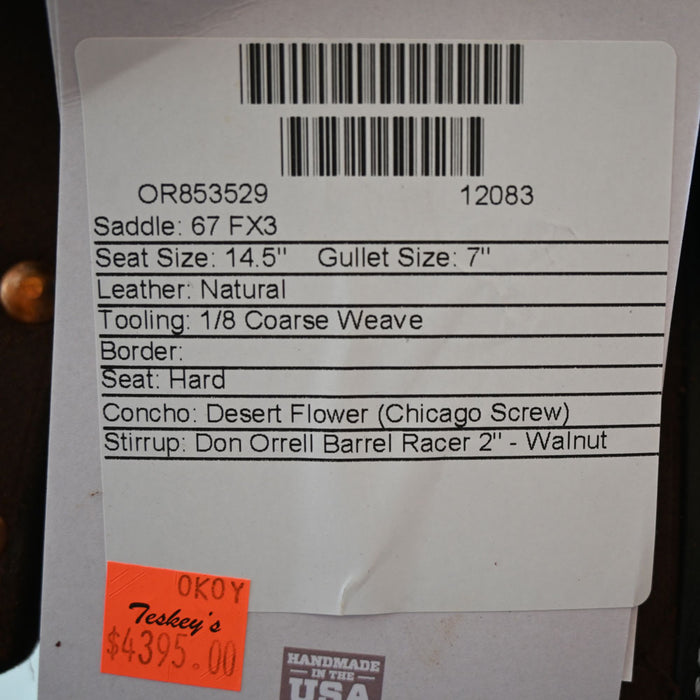 OR853529 12083
Saddle: 67 FX3
Seat Size: 14.5" Gullet Size: 7"
Leather: Natural
Tooling: 1/8 Coarse Weave
Border:
Seat: Hard
Concho: Desert Flower (Chicago Screw)
Stirrup: Don Orrell Barrel Racer 2" - Walnut
OKOY
Teskey's
$4395.00
HANDMADE
IN THE
USA